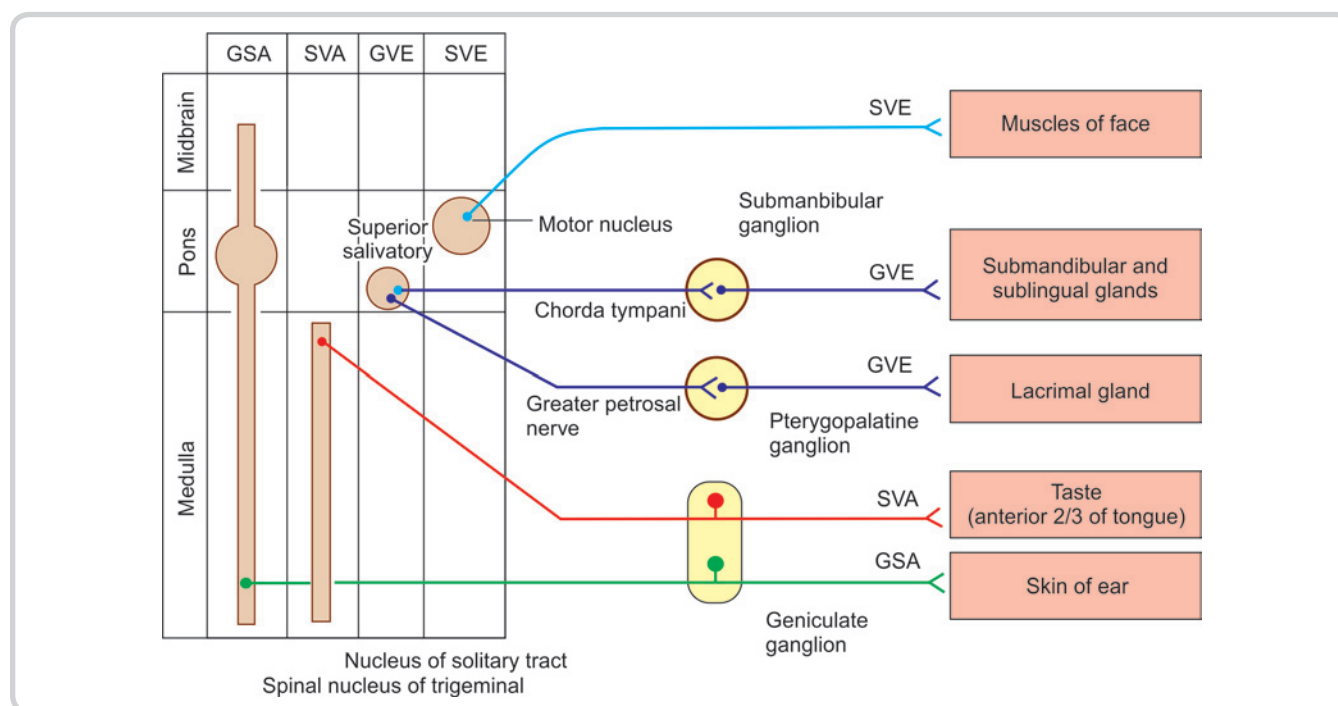 GSA SVA GVE SVE
Midbrain
Pons
Medulla
SVE
Muscles of face
Superior
salivatory
Motor nucleus
Submanbibular
ganglion
Chorda tympani
GVE
Submandibular and
sublingual glands
Greater petrosal
nerve
GVE
Pterygopalatine
ganglion
Lacrimal gland
SVA
Taste
(anterior 2/3 of tongue)
GSA
Skin of ear
Geniculate
ganglion
Nucleus of solitary tract
Spinal nucleus of trigeminal